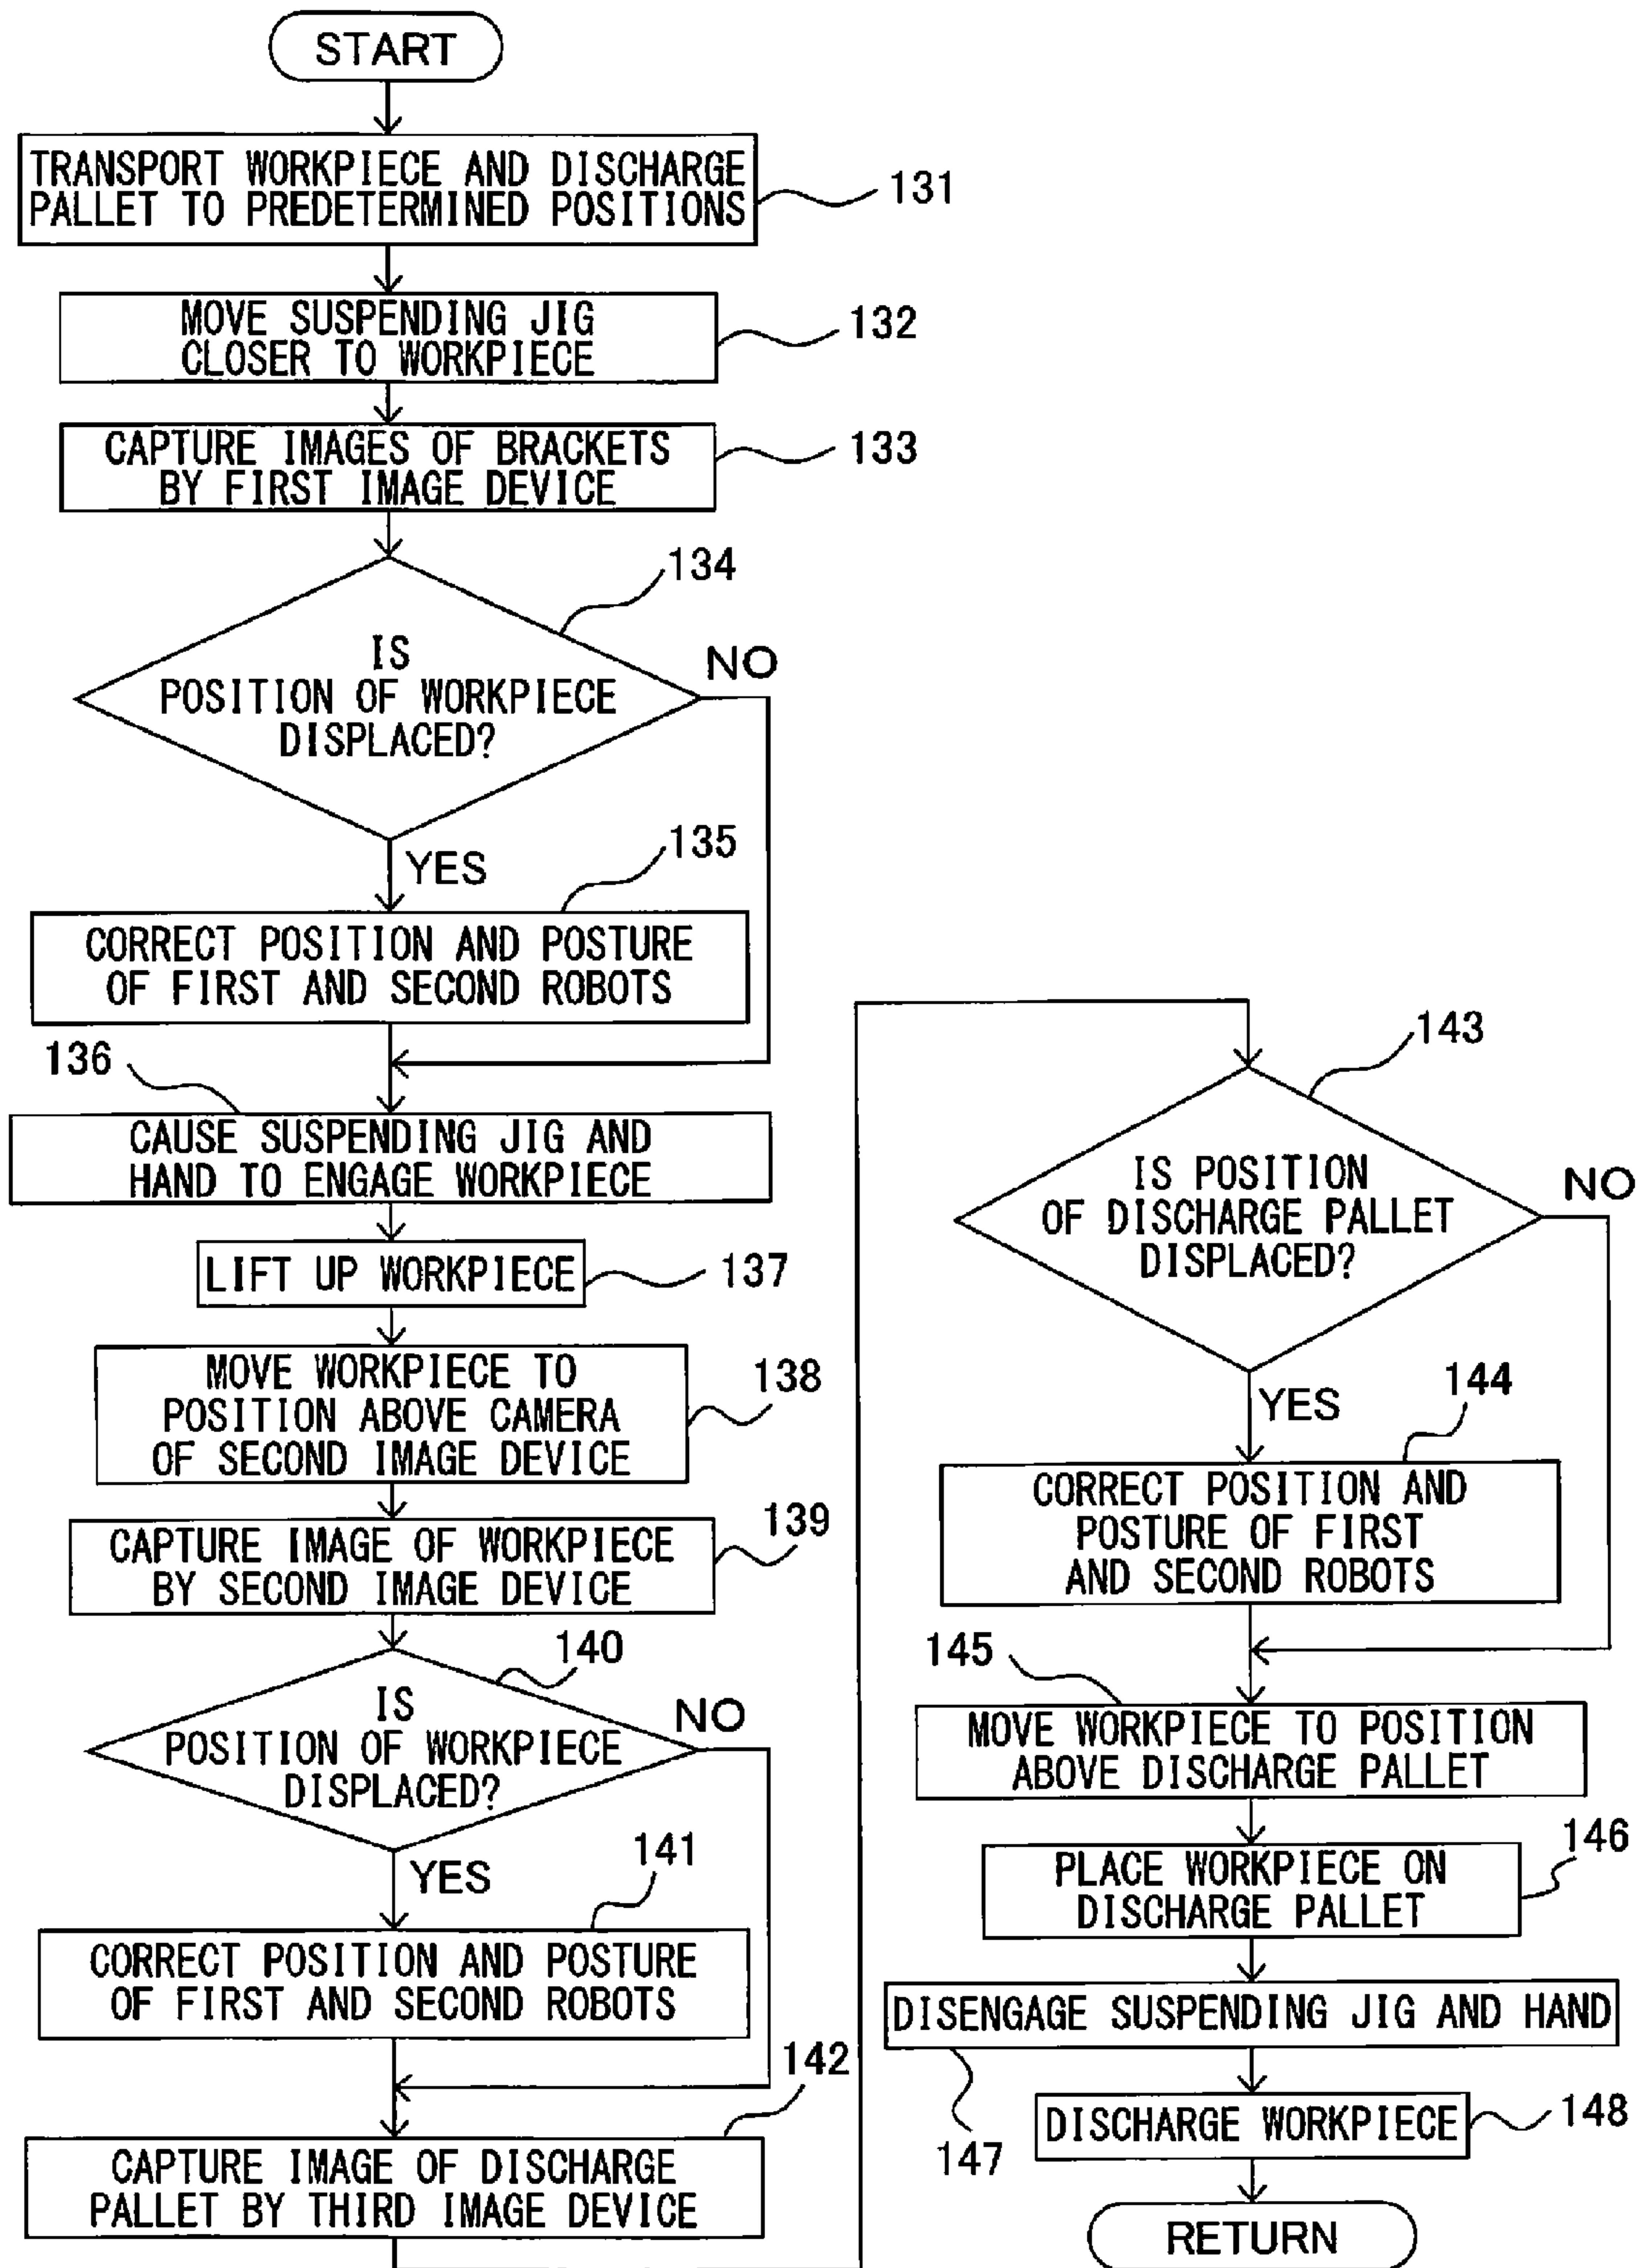 START
TRANSPORT WORKPIECE AND DISCHARGE
PALLET TO PREDETERMINED POSITIONS
131
MOVE SUSPENDING JIG
CLOSER TO WORKPIECE
132
CAPTURE IMAGES OF BRACKETS
BY FIRST IMAGE DEVICE
133
134
IS
POSITION OF WORKPIECE
DISPLACED?
NO
YES
135
CORRECT POSITION AND POSTURE
OF FIRST AND SECOND ROBOTS
136
CAUSE SUSPENDING JIG AND
HAND TO ENGAGE WORKPIECE
LIFT UP WORKPIECE
137
MOVE WORKPIECE TO
POSITION ABOVE CAMERA
OF SECOND IMAGE DEVICE
138
CAPTURE IMAGE OF WORKPIECE
BY SECOND IMAGE DEVICE
139
140
IS
POSITION OF WORKPIECE
DISPLACED?
NO
YES
141
CORRECT POSITION AND POSTURE
OF FIRST AND SECOND ROBOTS
142
CAPTURE IMAGE OF DISCHARGE
PALLET BY THIRD IMAGE DEVICE
143
IS POSITION
OF DISCHARGE PALLET
DISPLACED?
NO
YES
144
CORRECT POSITION AND
POSTURE OF FIRST
AND SECOND ROBOTS
145
MOVE WORKPIECE TO POSITION
ABOVE DISCHARGE PALLET
146
PLACE WORKPIECE ON
DISCHARGE PALLET
DISENGAGE SUSPENDING JIG AND HAND
147
DISCHARGE WORKPIECE
148
RETURN